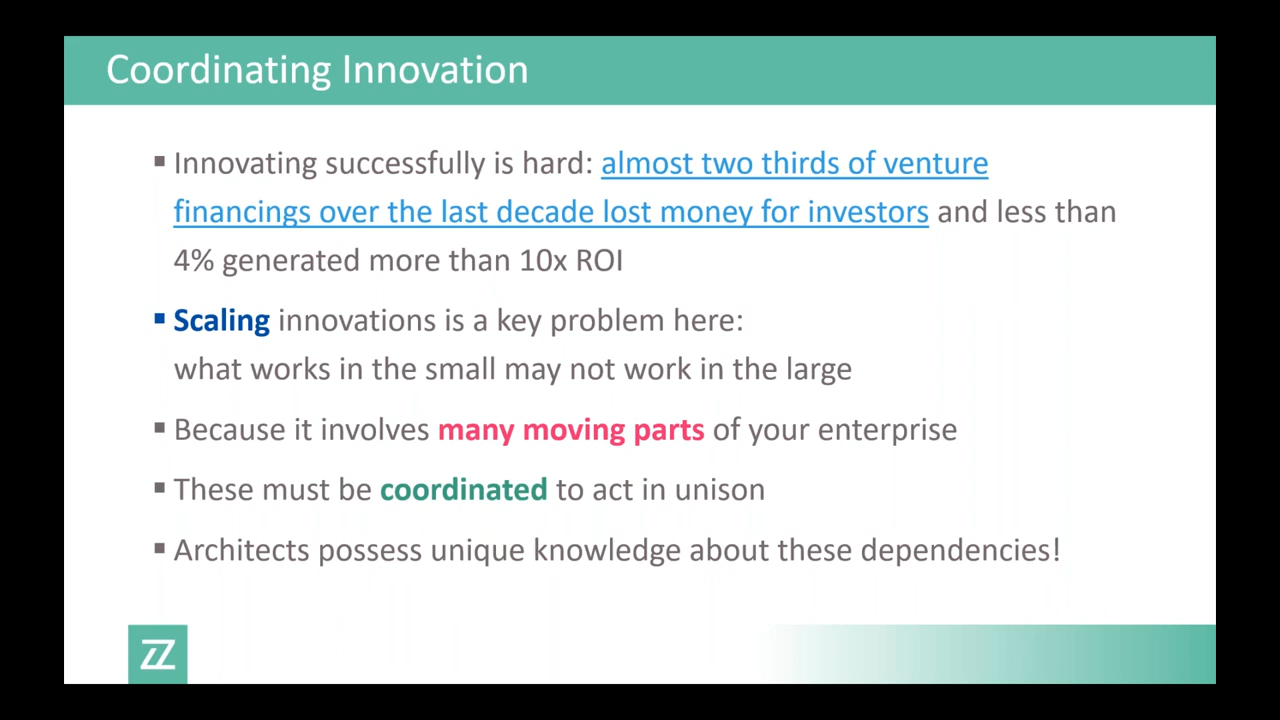 Coordinating Innovation
▪ Innovating successfully is hard: almost two thirds of venture
financings over the last decade lost money for investors and less than
4% generated more than 10x ROI
▪ Scaling innovations is a key problem here:
what works in the small may not work in the large
▪ Because it involves many moving parts of your enterprise
▪ These must be coordinated to act in unison
▪ Architects possess unique knowledge about these dependencies!